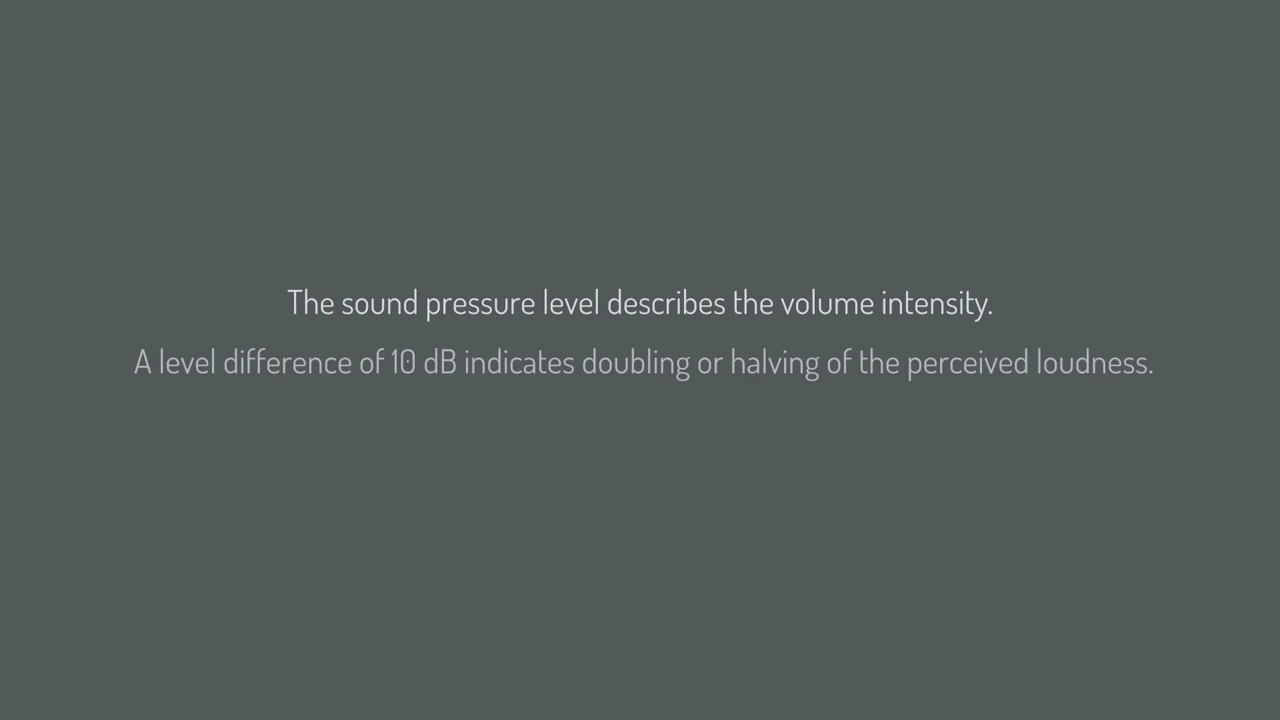 The sound pressure level describes the volume intensity.
A level difference of 10 dB indicates doubling or halving of the perceived loudness.